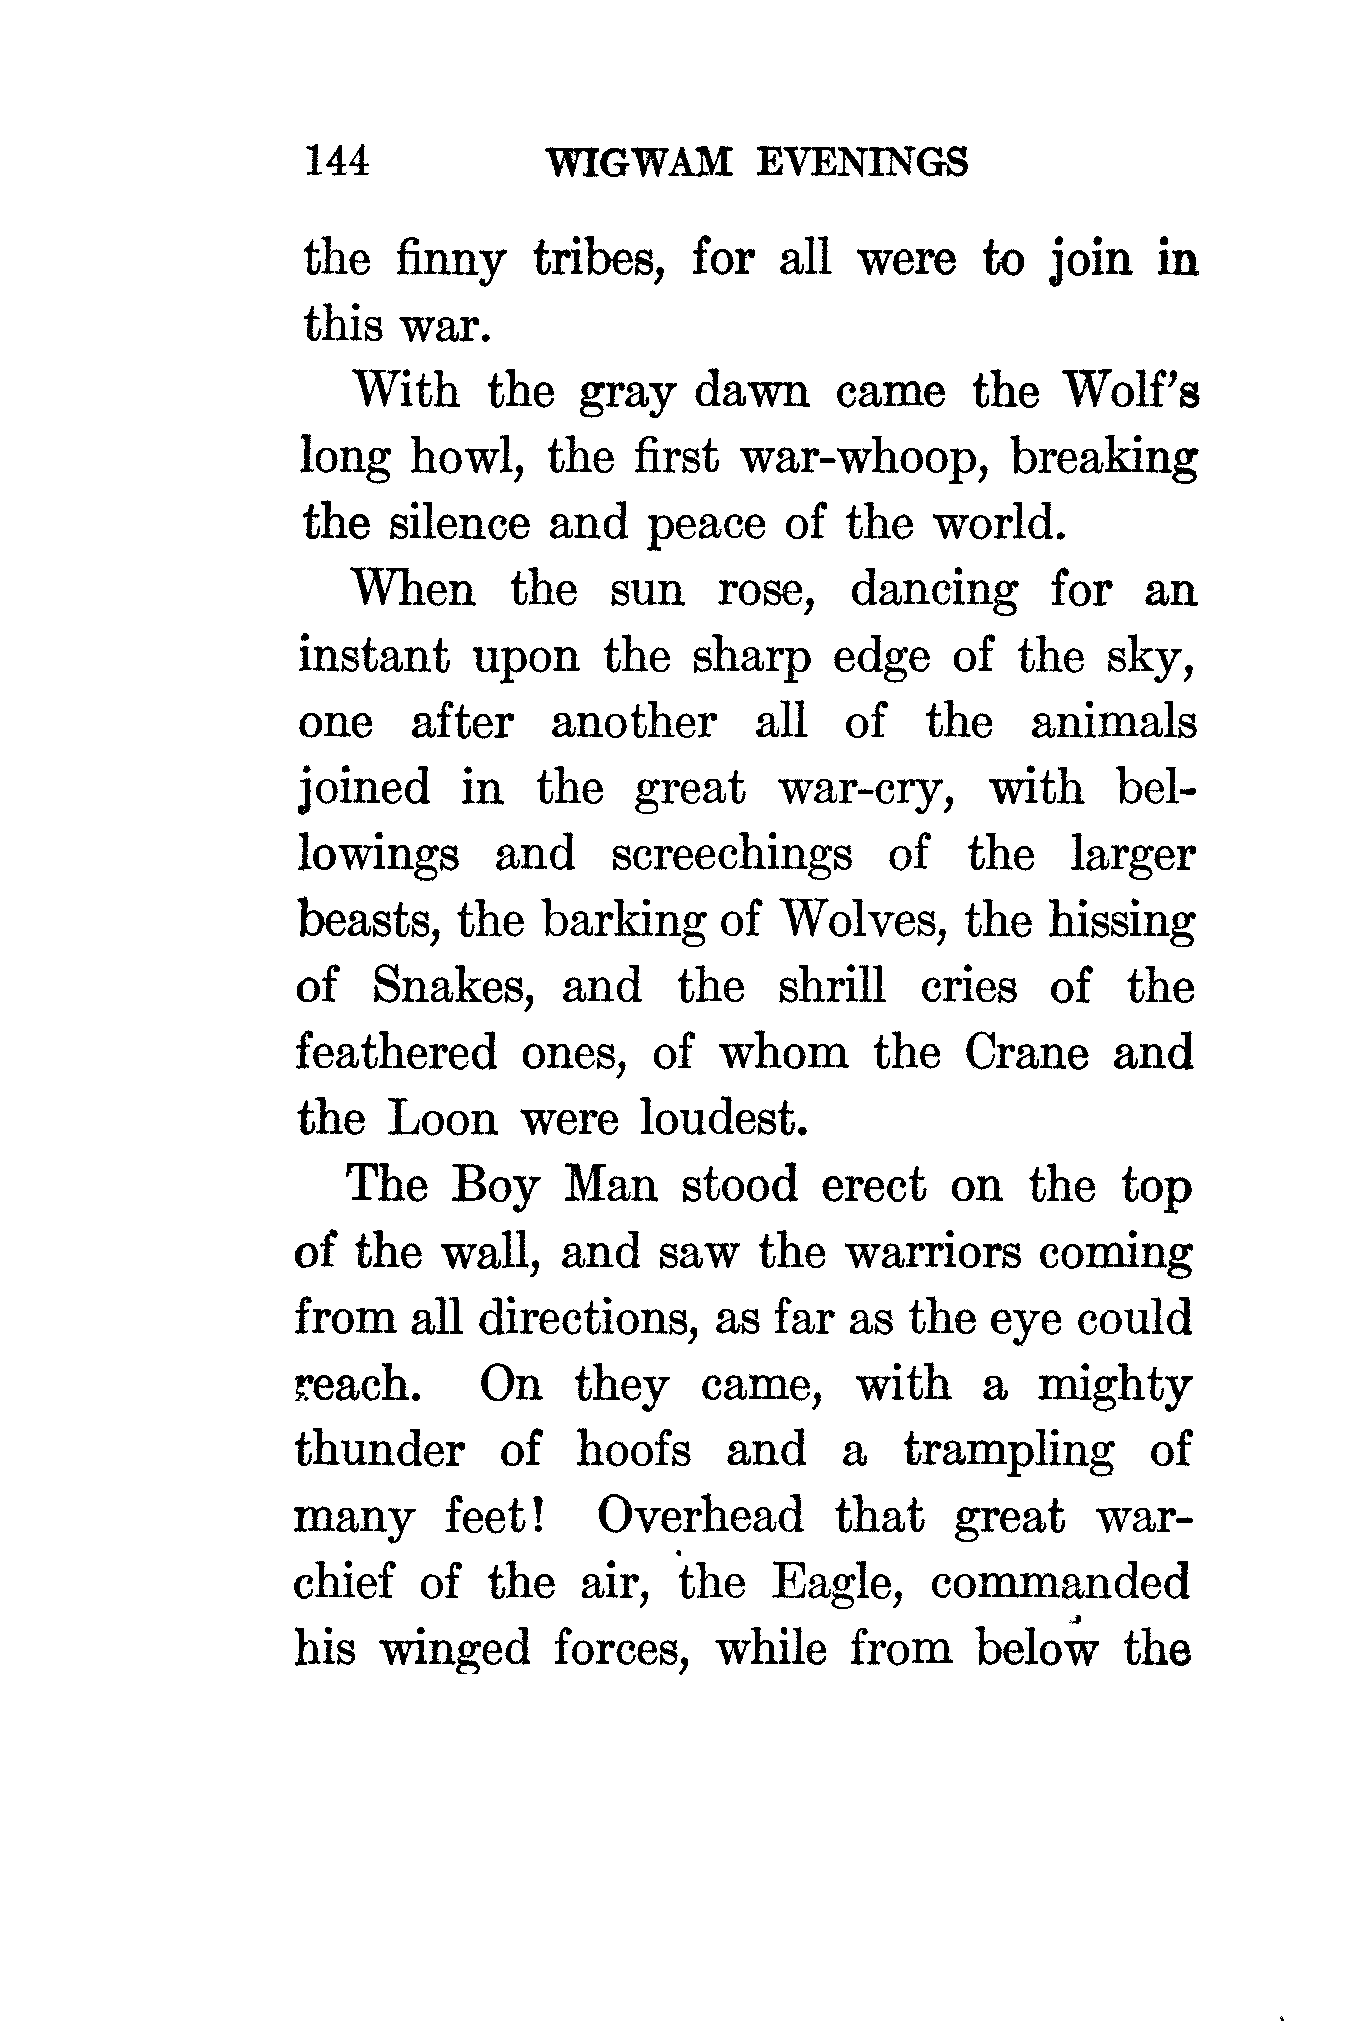 144 WIGWAM EVENINGS
the finny tribes, for all were to join in
this war.
With the gray dawn came the Wolf's
long howl, the first war-whoop, breaking
the silence and peace of the world.
When the sun rose, dancing for an
instant upon the sharp edge of the sky,
one after another all of the animals
joined in the great war-cry, with bel-
lowings and screechings of the larger
beasts, the barking of Wolves, the hissing
of Snakes, and the shrill cries of the
feathered ones, of whom the Crane and
the Loon were loudest.
The Boy Man stood erect on the top
of the wall, and saw the warriors coming
from all directions, as far as the eye could
reach. On they came, with a mighty
thunder of hoofs and a trampling of
many feet! Overhead that great war-
chief of the air, the Eagle, commanded
his winged forces, while from below the